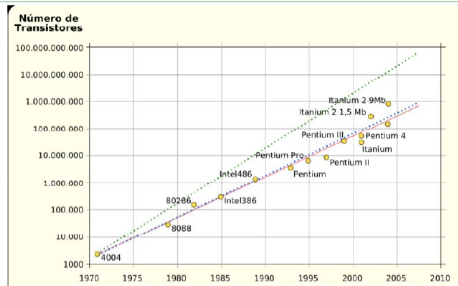 Número de
Transistores
100.000.000.000
10.000.000.000
1.000.000.000
100.000.000
10.000.000
1.000.000
100.000
10.000
1000
Itanium 2 9Mb
Itanium 2 1,5 Mb
Pentium III
Pentium 4
Itanium
Pentium Pro
Pentium II
Pentium
Intel486
80286
Intel386
8088
4004
1970 1975 1980 1985 1990 1995 2000 2005 2010